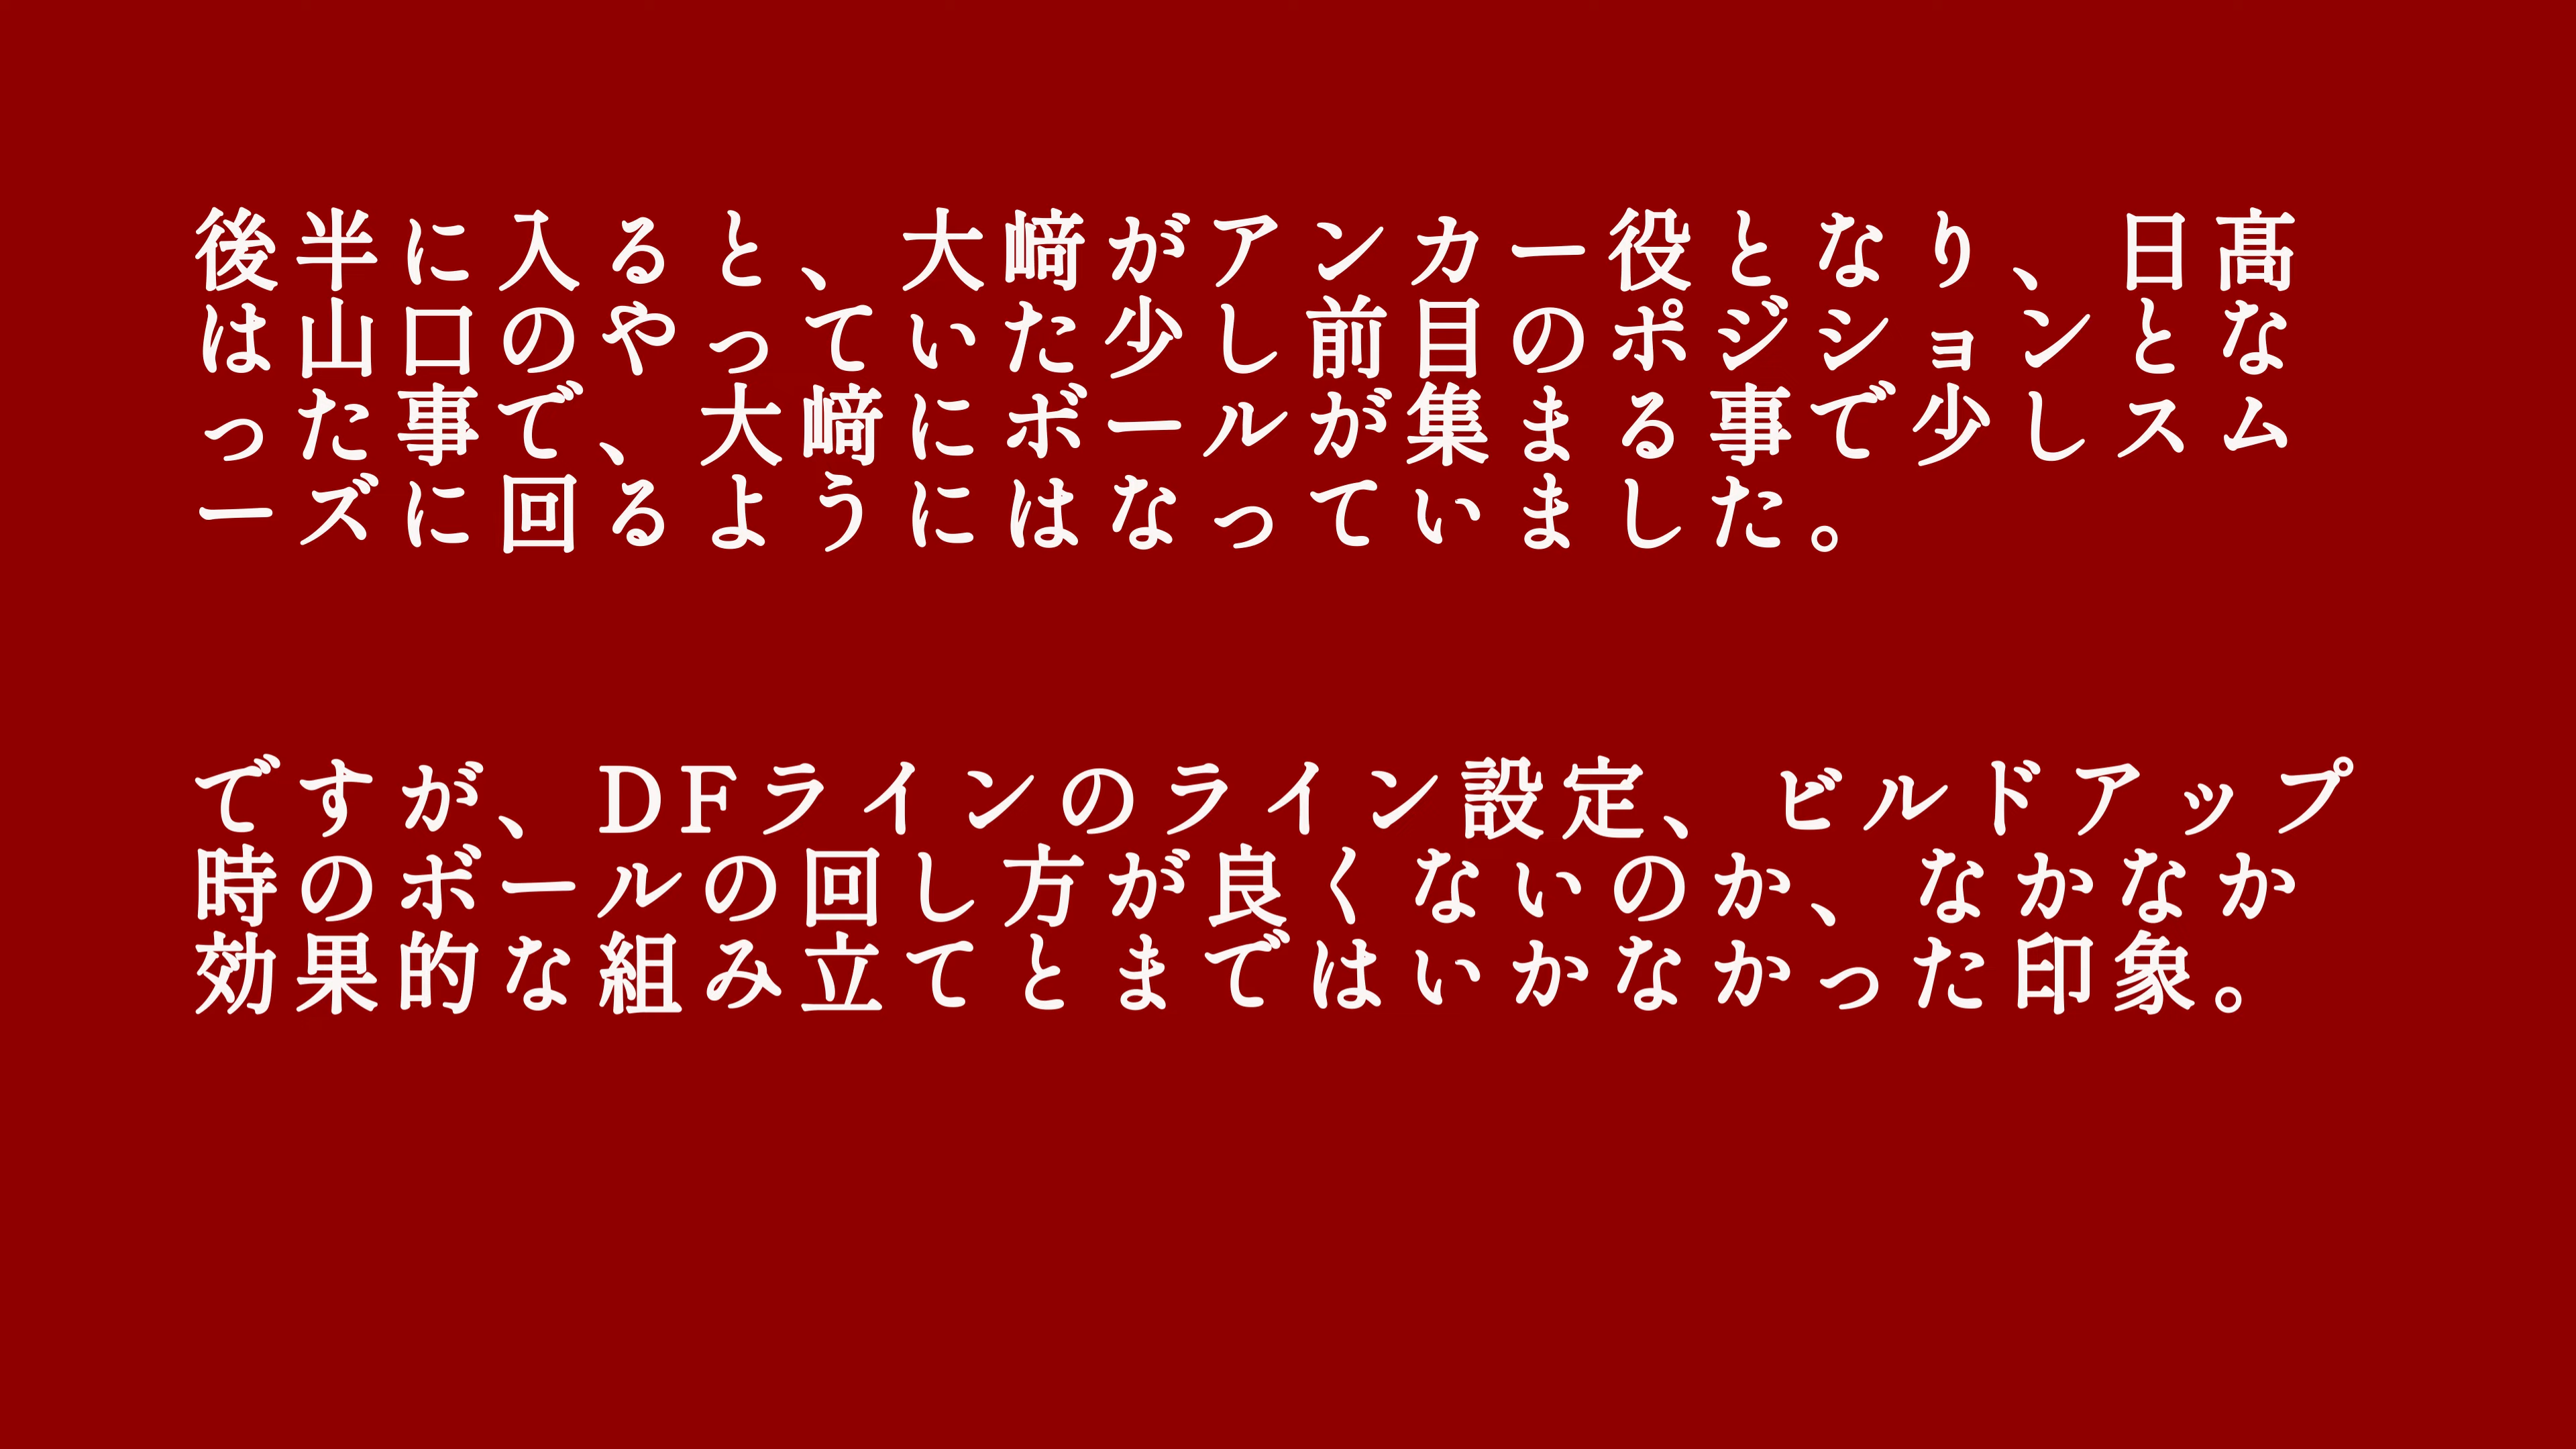 後半に入ると、大﨑がアンカー役となり、日髙
は山口のやっていた少し前目のポジションとな
った事で、大﨑にボールが集まる事で少しスム
ーズに回るようにはなっていました。
ですが、DFラインのライン設定、ビルドアップ
時のボールの回し方が良くないのか、なかなか
効果的な組み立てとまではいかなかった印象。